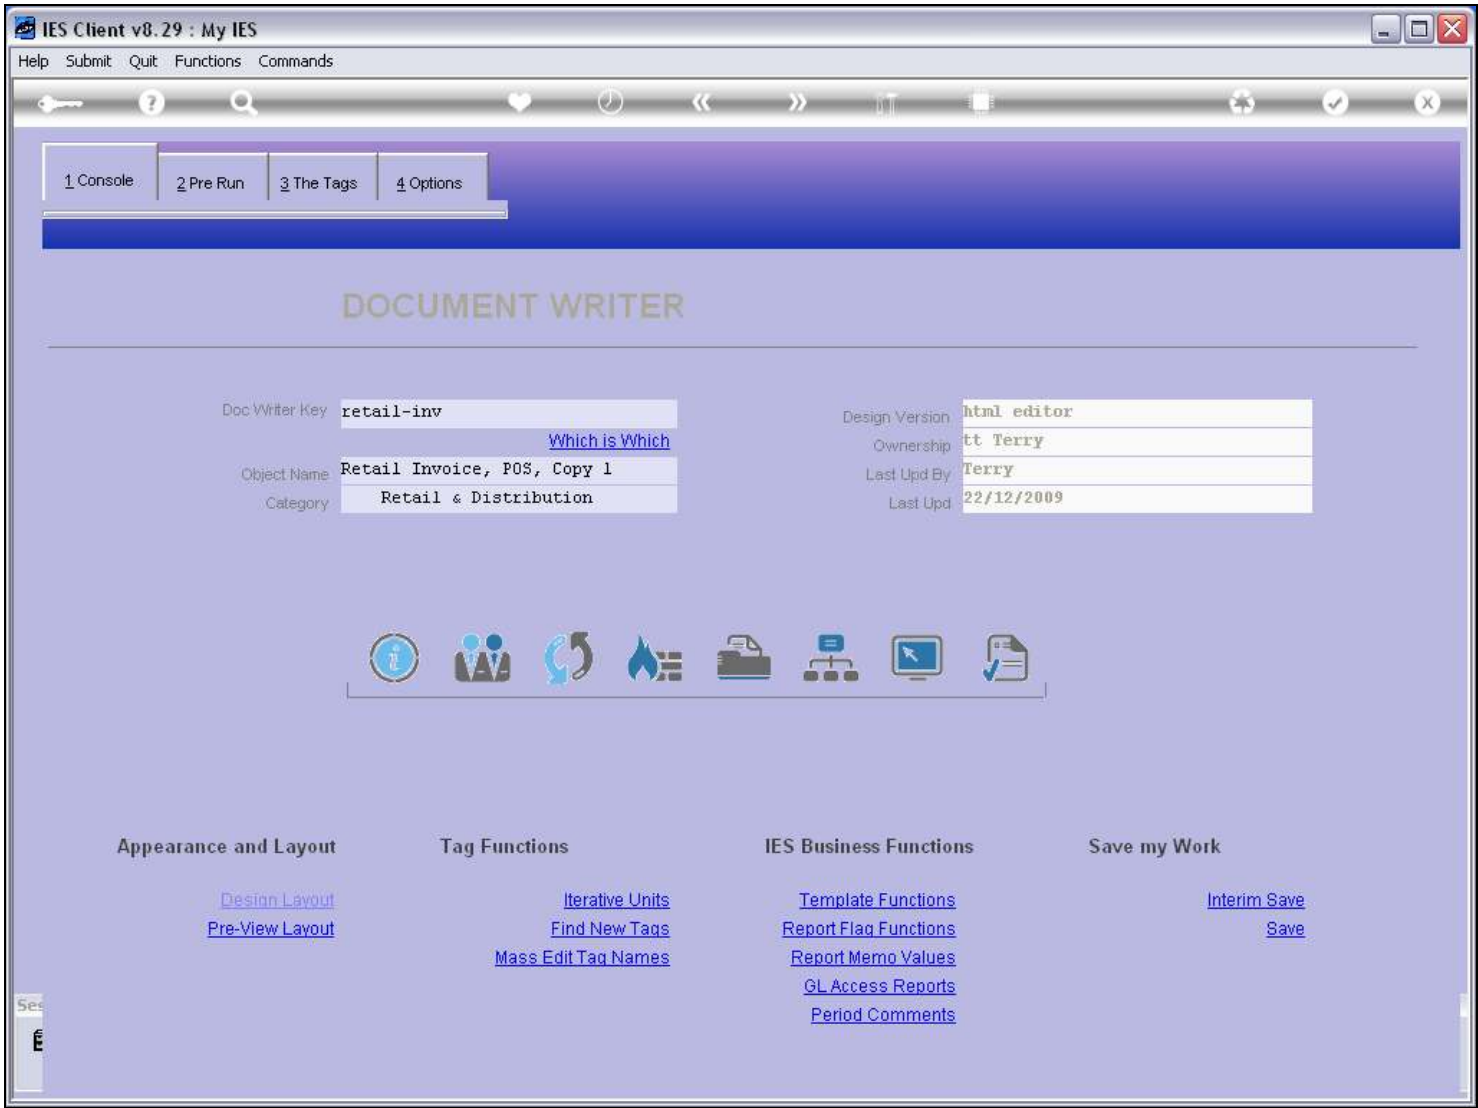 IES Client v8.29 : My IES
Help Submit Quit Functions Commands
1 Console
2 Pre Run
3 The Tags
4 Options
DOCUMENT WRITER
Doc Writer Key retail-inv
Which is Which
Object Name Retail Invoice, POS, Copy 1
Category Retail & Distribution
Design Version html editor
Ownership tt Terry
Last Upd By Terry
Last Upd 22/12/2009
Appearance and Layout
Design Layout
Pre-View Layout
Tag Functions
Iterative Units
Find New Tags
Mass Edit Tag Names
IES Business Functions
Template Functions
Report Flag Functions
Report Memo Values
GL Access Reports
Period Comments
Save my Work
Interim Save
Save